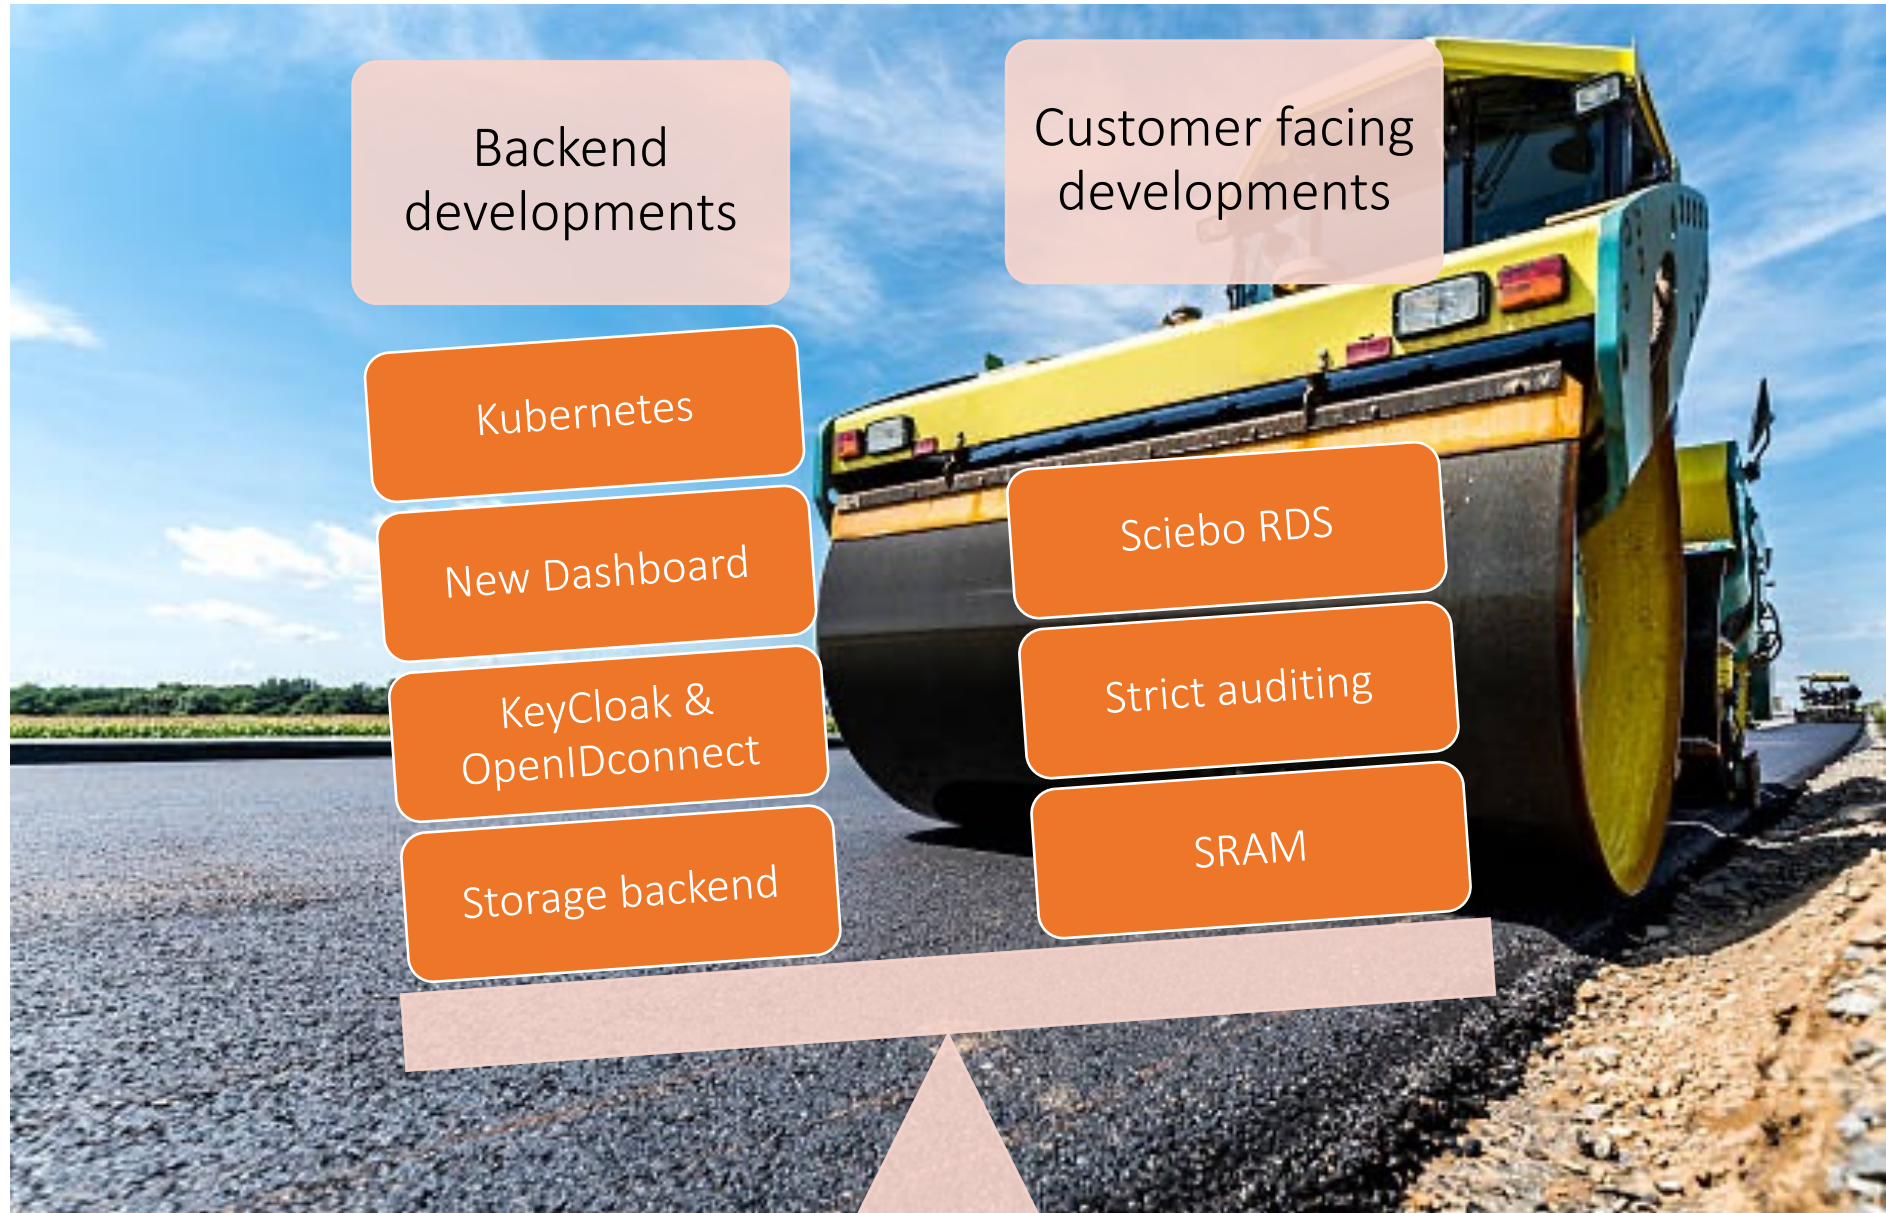 Backend
developments
Customer facing
developments
Kubernetes
New Dashboard
KeyCloak &
OpenIDconnect
Storage backend
Sciebo RDS
Strict auditing
SRAM